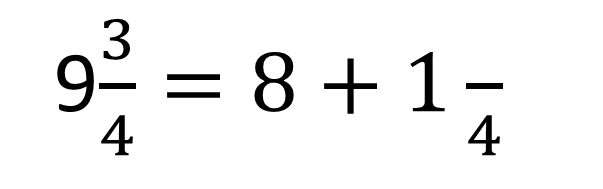 9 3/4 = 8 + 1 /4